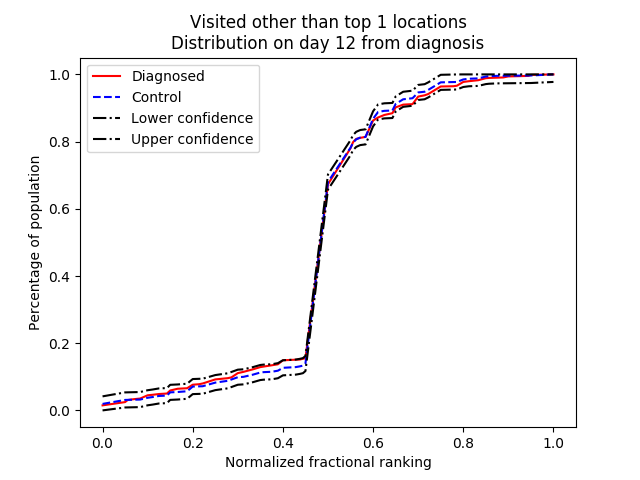 Visited other than top 1 locations
Distribution on day 12 from diagnosis
Diagnosed
Control
Lower confidence
Upper confidence
Percentage of population
1.0
0.8
0.6
0.4
0.2
0.0
0.0 0.2 0.4 0.6 0.8 1.0
Normalized fractional ranking